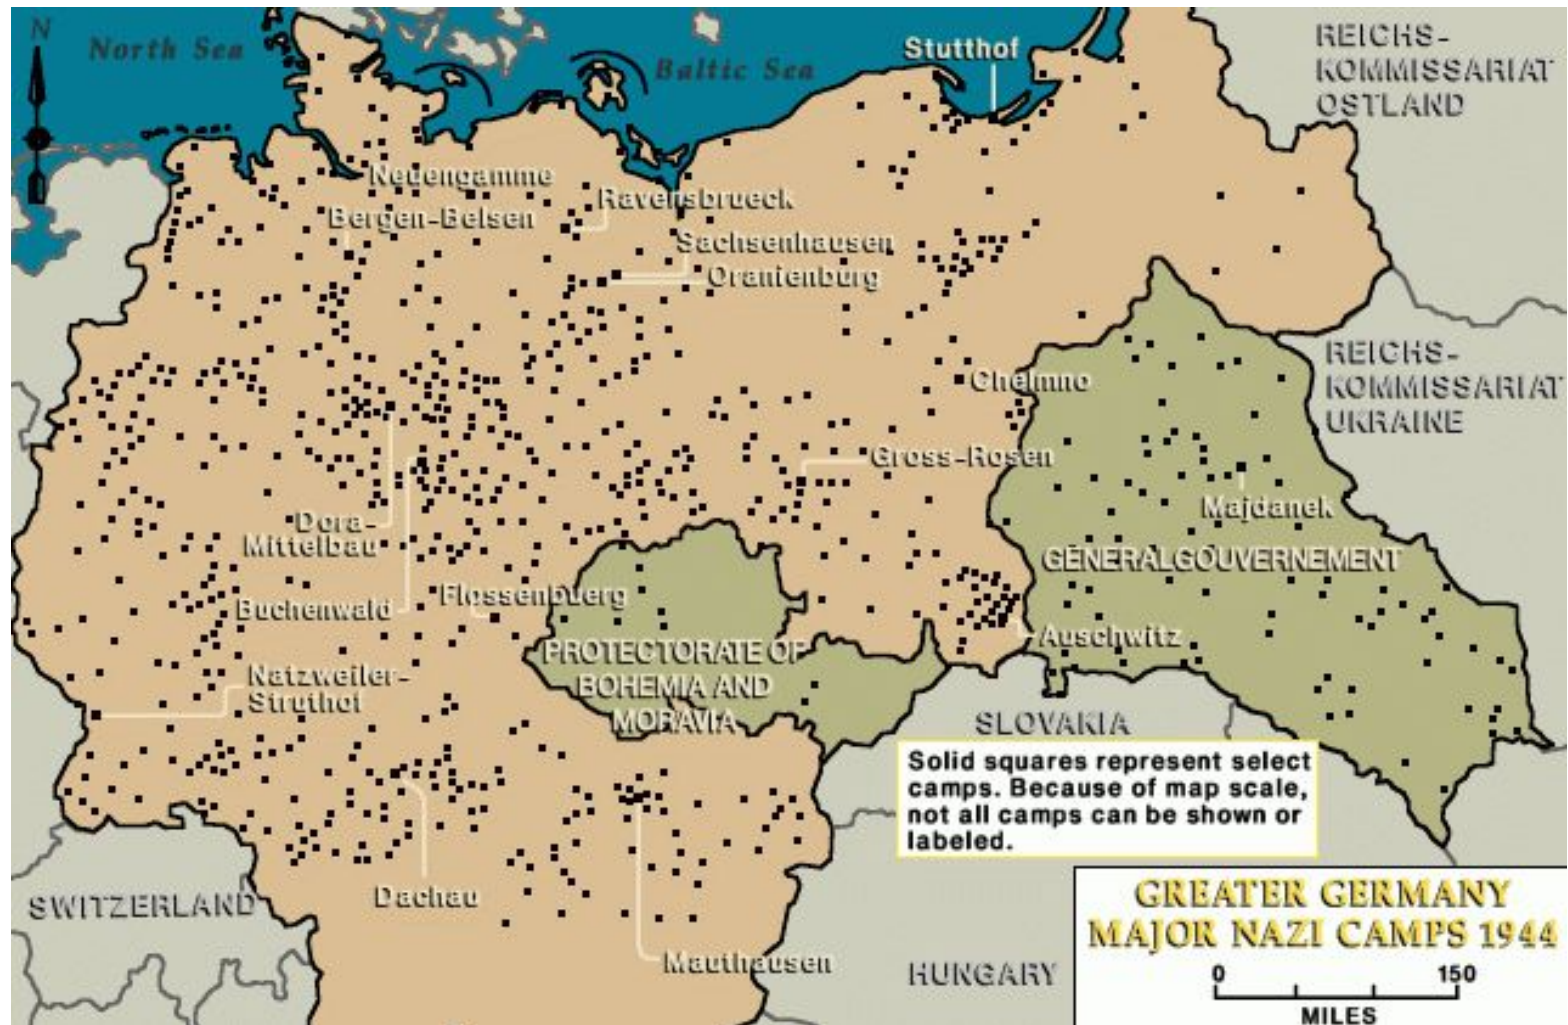 N
North Sea
Baltic Sea
Stutthof
REICHS-
KOMMISSARIAT
OSTLAND
Neuengamme
Bergen-Belsen
Ravensbrueck
Sachsenhausen
Oranienburg
REICHS-
KOMMISSARIAT
UKRAINE
Chelmno
Gross-Rosen
Majdanek
Dora-
Mittelbau
GENERALGOUVERNEMENT
Buchenwald
Flossenbuerg
Auschwitz
PROTECTORATE OF
BOHEMIA AND
MORAVIA
Natzweiler-
Struthof
SLOVAKIA
Solid squares represent select
camps. Because of map scale,
not all camps can be shown or
labeled.
Dachau
SWITZERLAND
Mauthausen
HUNGARY
GREATER GERMANY
MAJOR NAZI CAMPS 1944
0 150
MILES